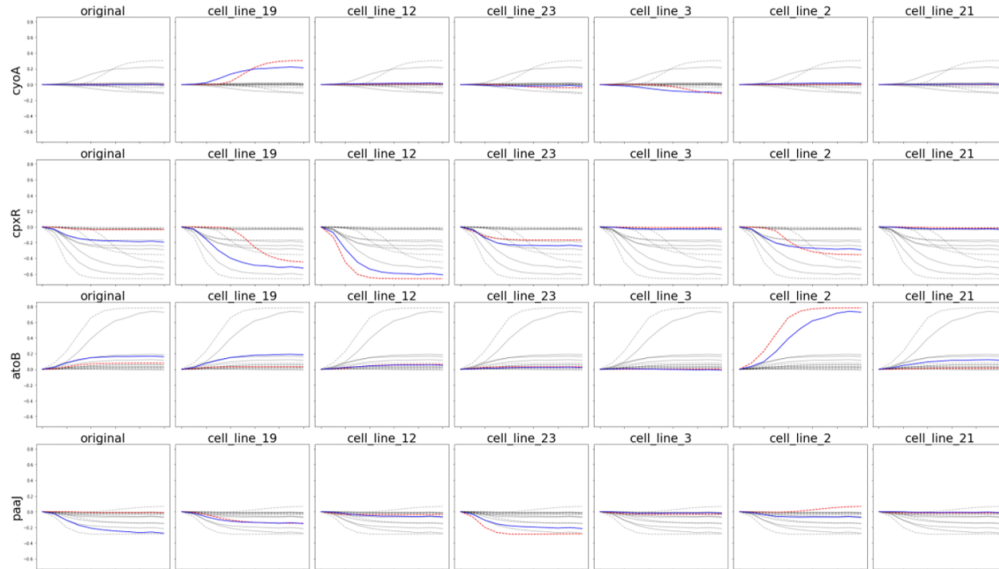 original cell_line_19 cell_line_12 cell_line_23 cell_line_3 cell_line_2 cell_line_21
cyoA
original cell_line_19 cell_line_12 cell_line_23 cell_line_3 cell_line_2 cell_line_21
cpxR
original cell_line_19 cell_line_12 cell_line_23 cell_line_3 cell_line_2 cell_line_21
atoB
original cell_line_19 cell_line_12 cell_line_23 cell_line_3 cell_line_2 cell_line_21
paaJ